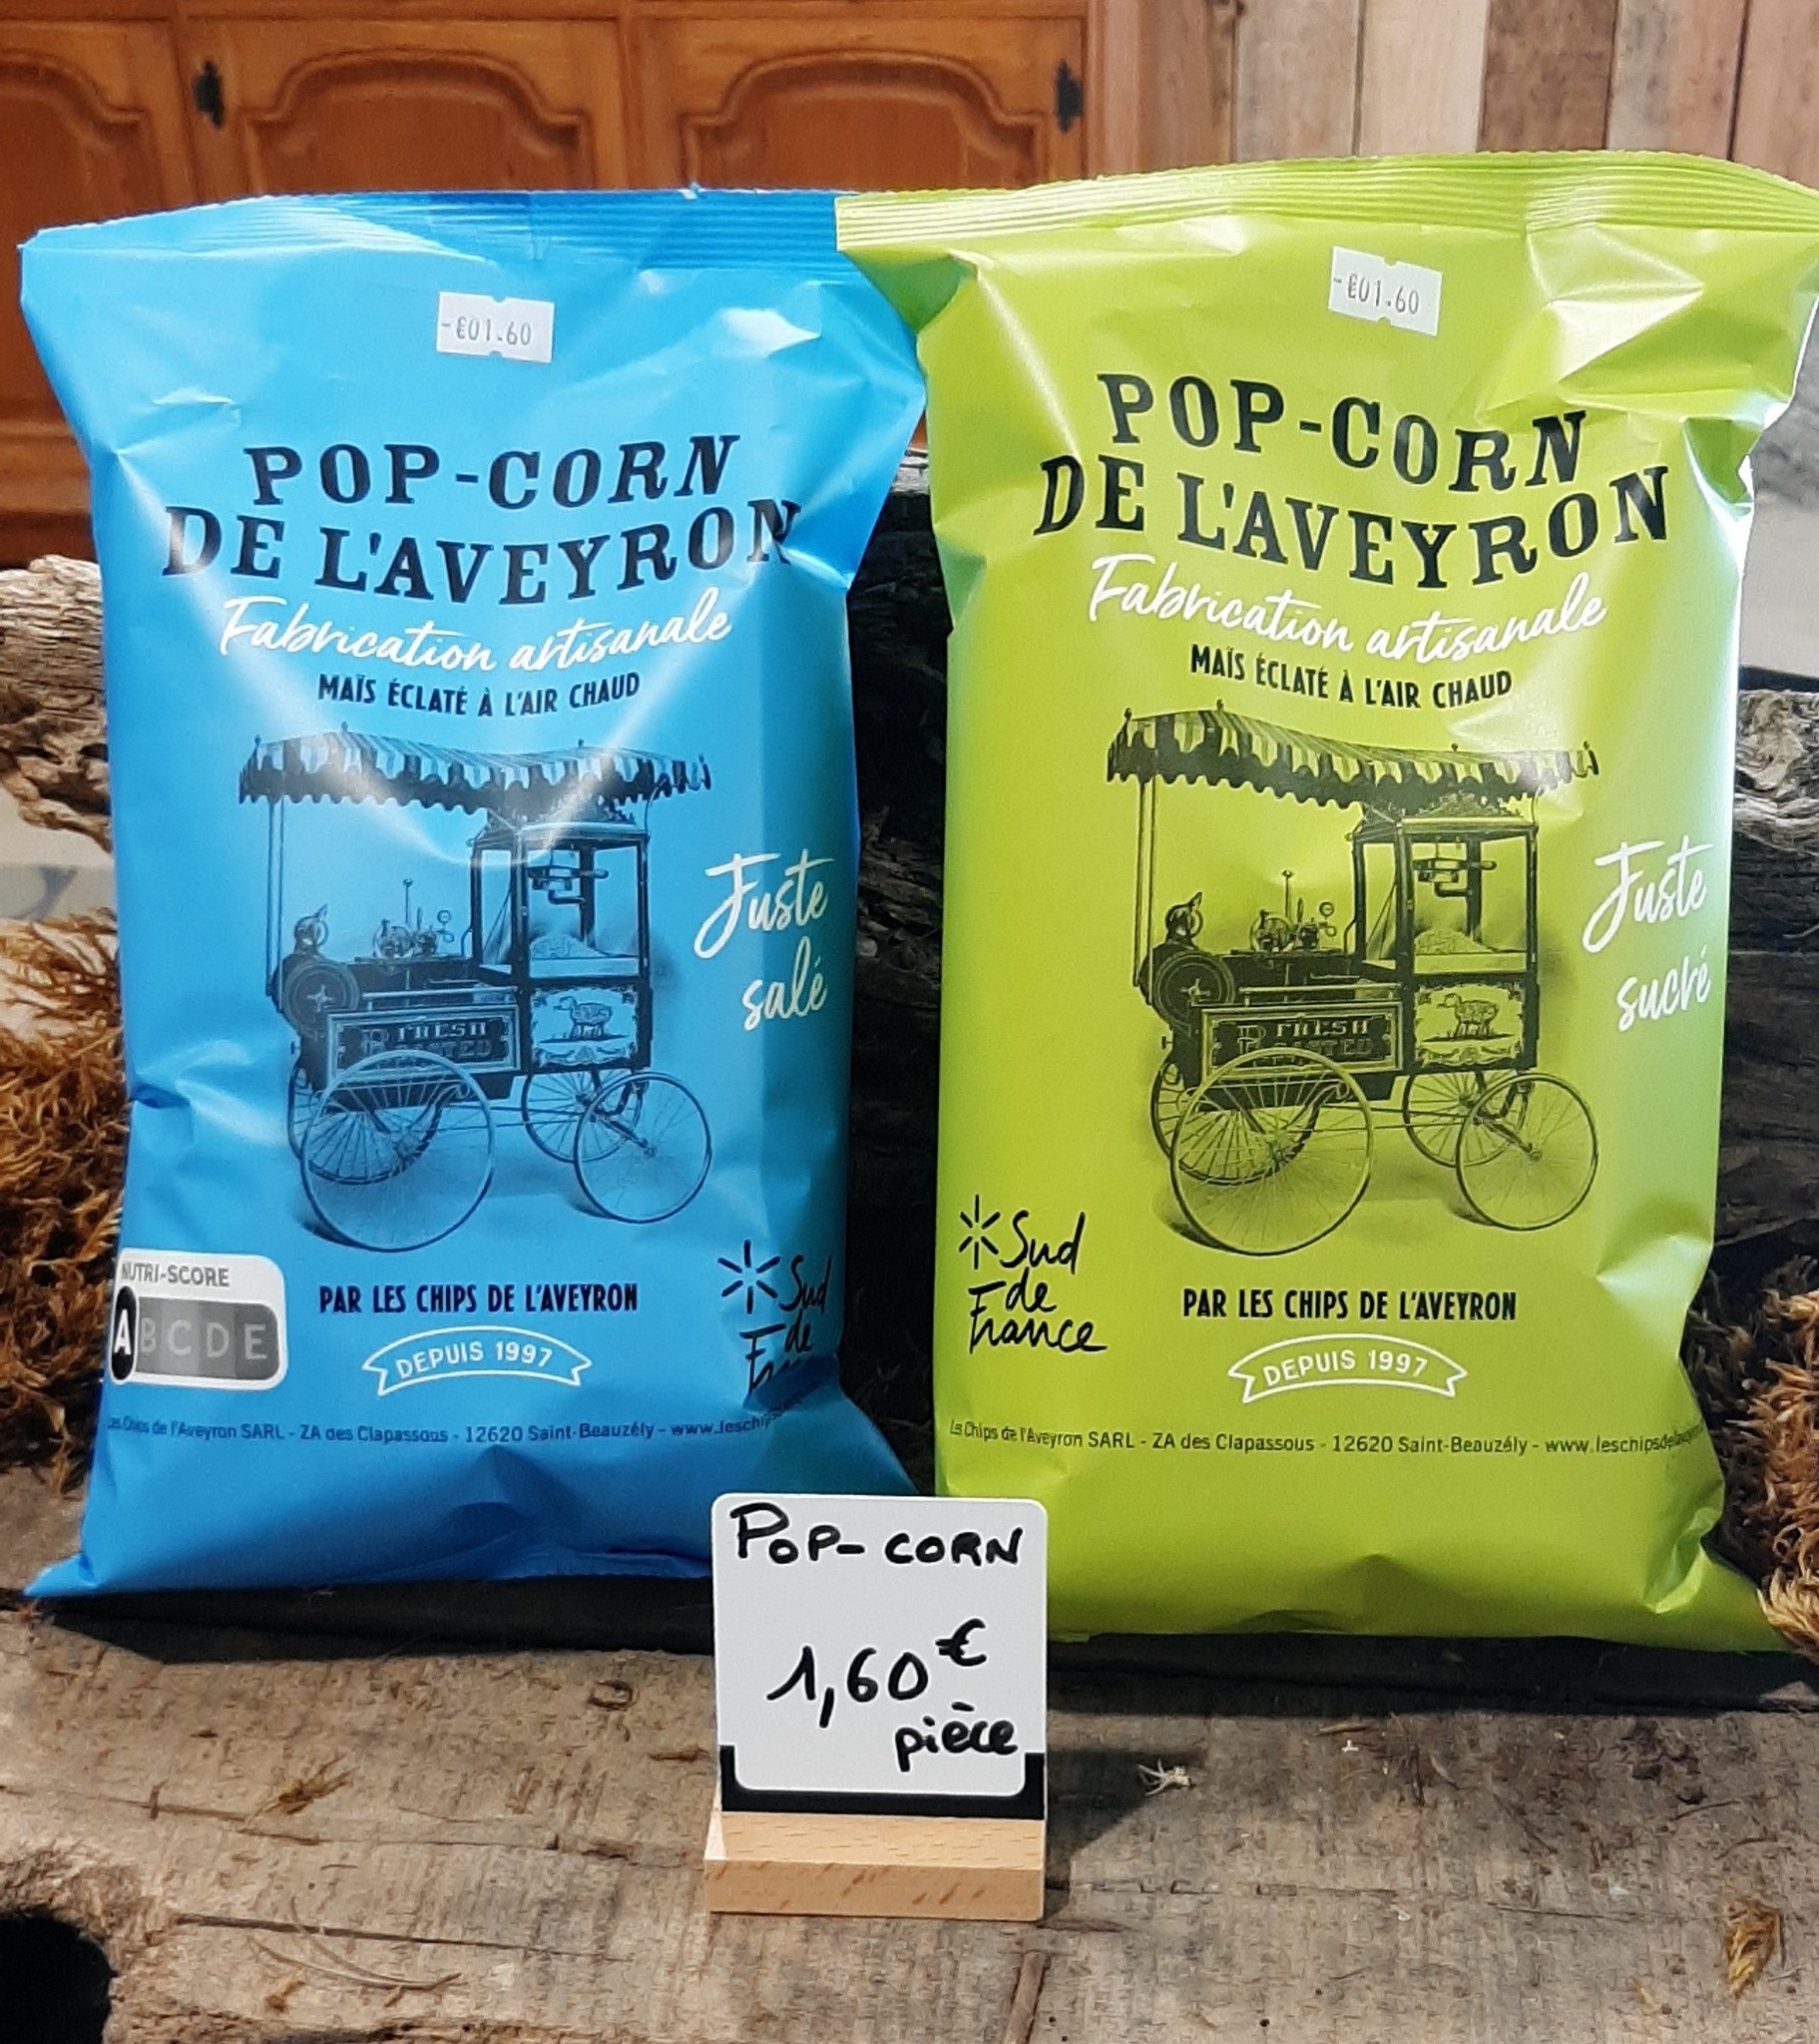 -€01.60
POP-CORN
DE L'AVEYRON
Fabrication artisanale
MAÏS ÉCLATÉ À L'AIR CHAUD
Juste
salé
FRESH
NUTRI-SCORE
A B C D E
PAR LES CHIPS DE L'AVEYRON
DEPUIS 1997
Sud
de
Les Chips de l'Aveyron SARL - ZA des Clapassous - 12620 Saint-Beauzély - www.leschips
-€01.60
POP-CORN
DE L'AVEYRON
Fabrication artisanale
MAÏS ÉCLATÉ À L'AIR CHAUD
Juste
sucré
FRESH
Sud
de
France
PAR LES CHIPS DE L'AVEYRON
DEPUIS 1997
Les Chips de l'Aveyron SARL - ZA des Clapassous - 12620 Saint-Beauzély - www.leschipsdel
POP-CORN
1,60€
pièce